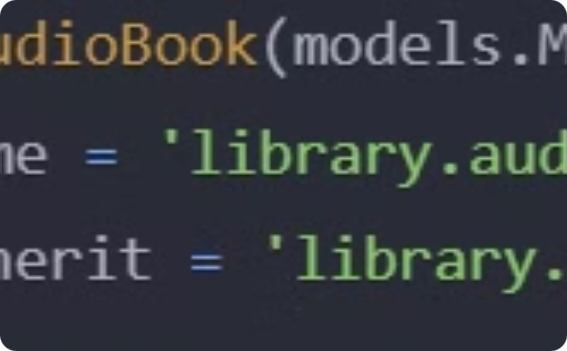 udioBook(models.M
me = 'library.aud
herit = 'library.